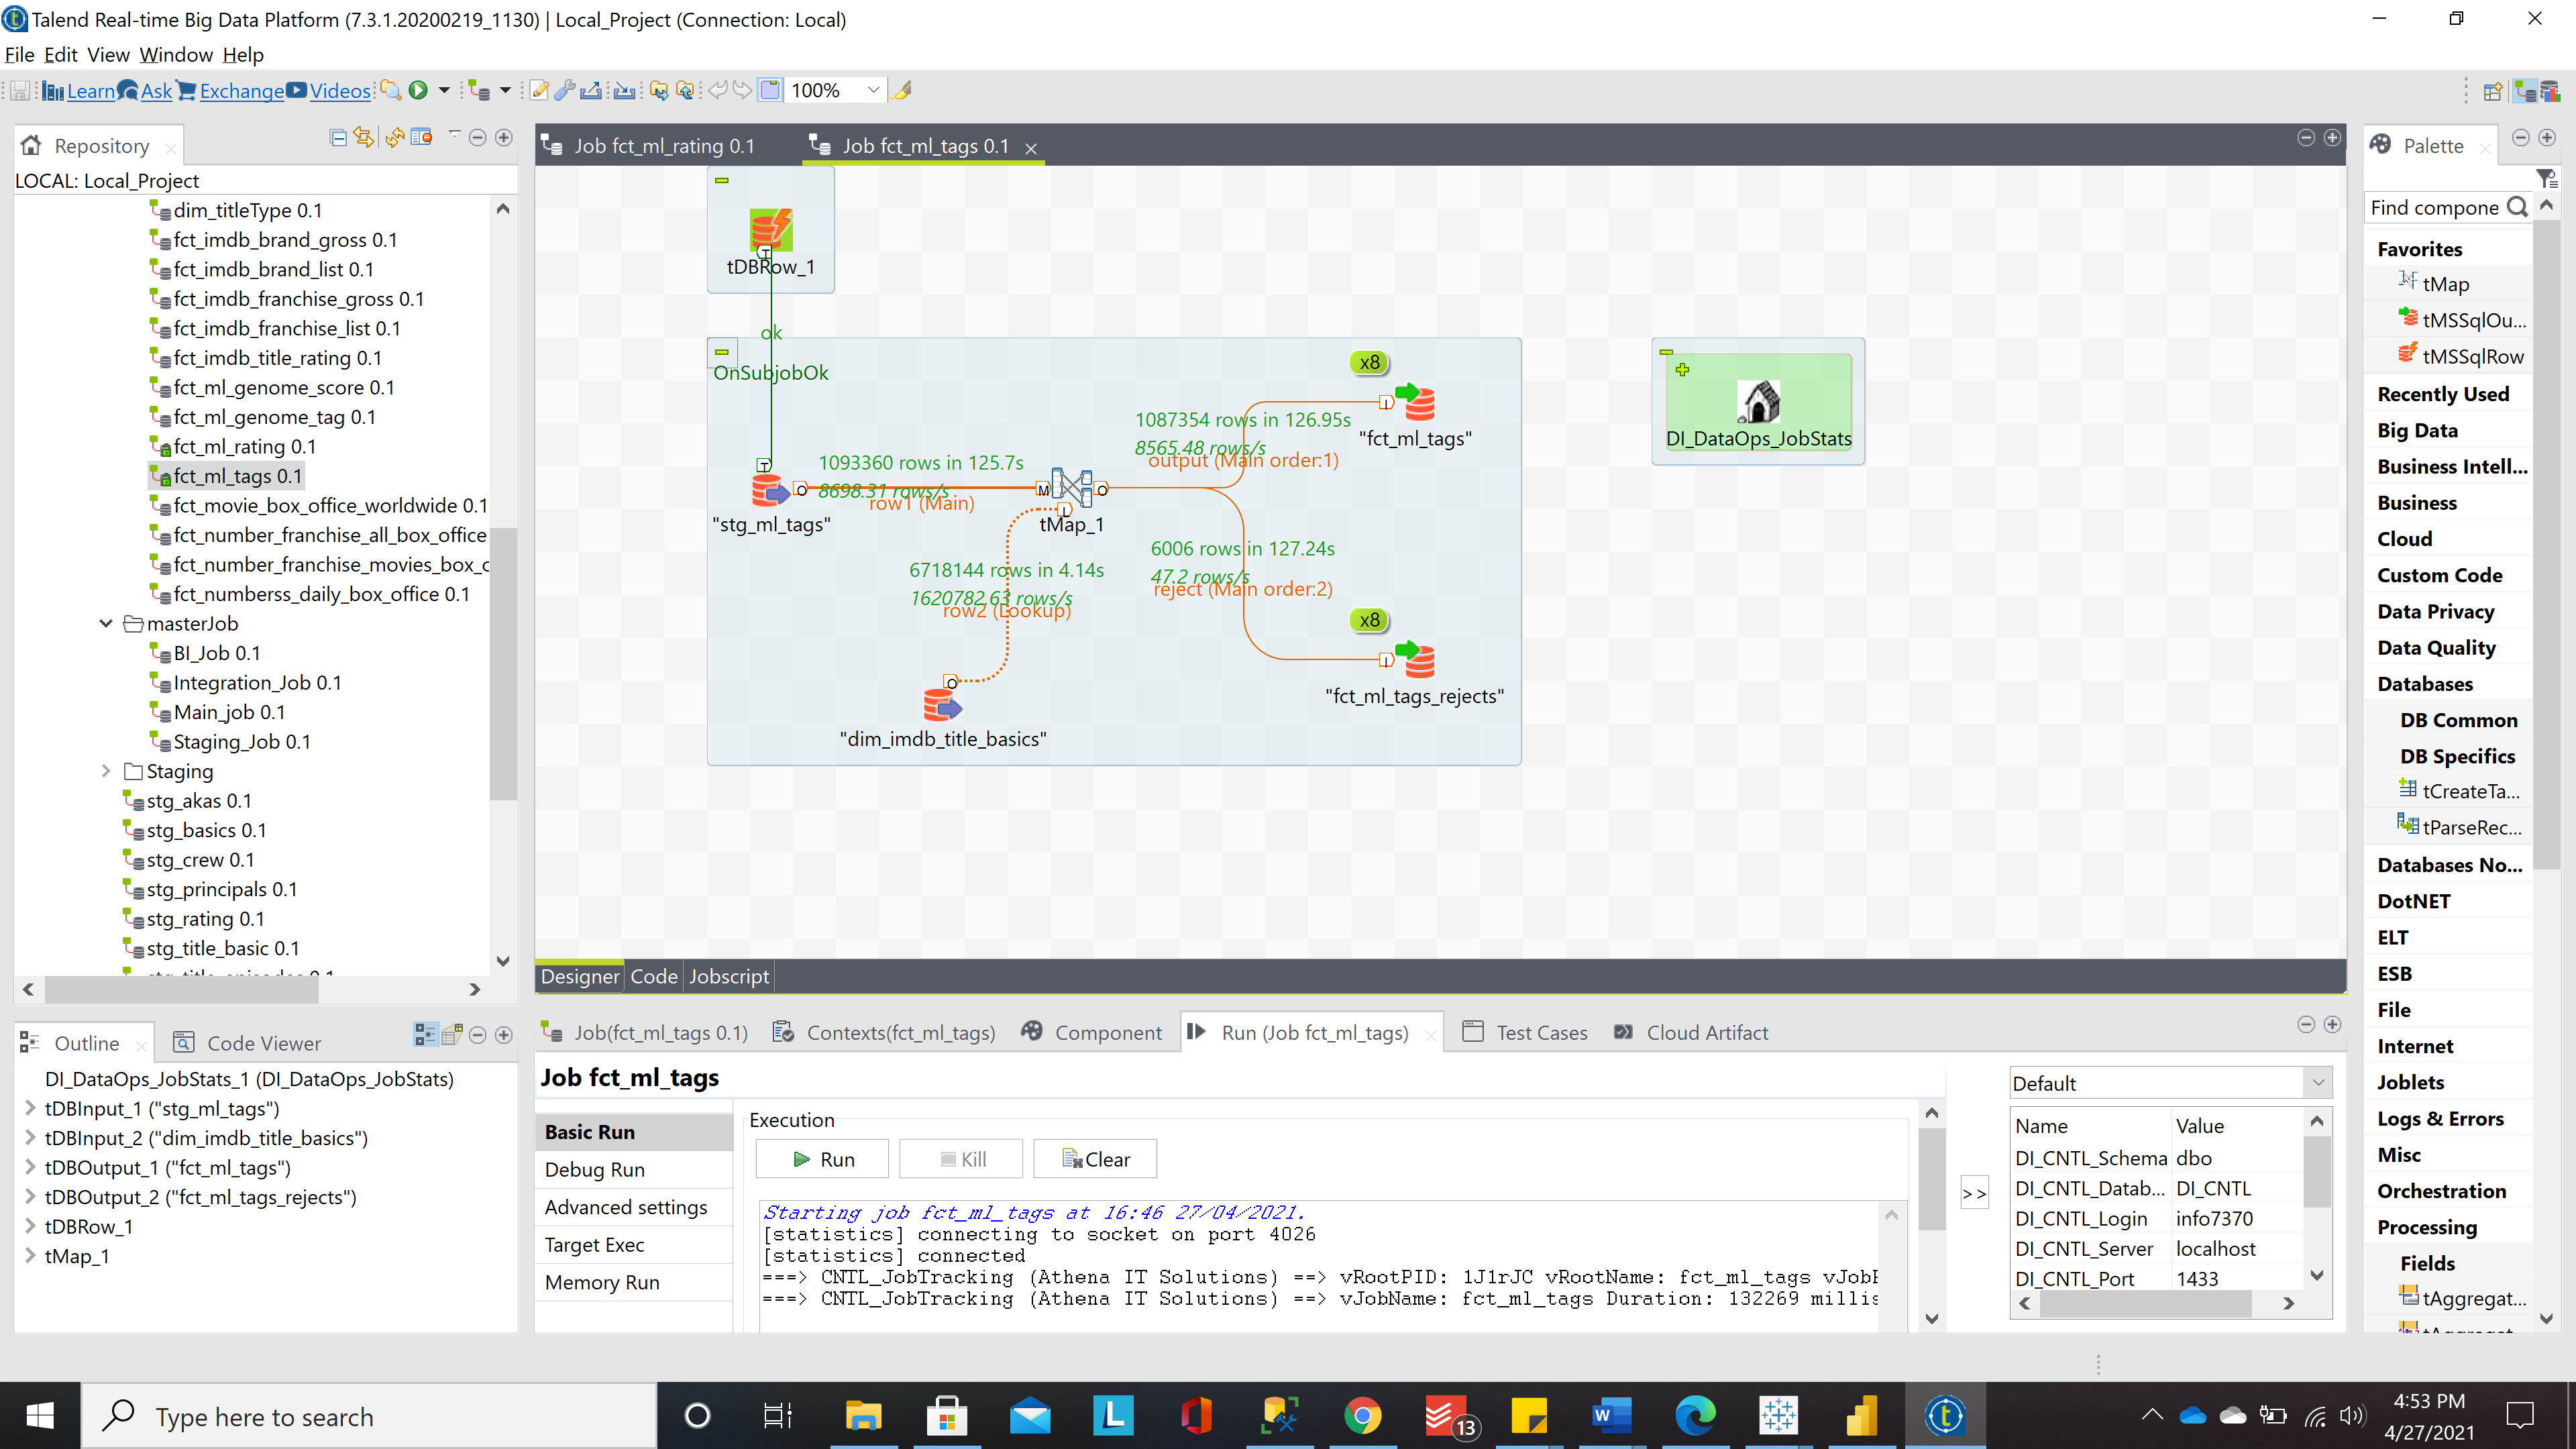 Talend Real-time Big Data Platform (7.3.1.20200219_1130) | Local_Project (Connection: Local)
File Edit View Window Help
Learn Ask Exchange Videos 100%
Repository
LOCAL: Local_Project
dim_titleType 0.1
fct_imdb_brand_gross 0.1
fct_imdb_brand_list 0.1
fct_imdb_franchise_gross 0.1
fct_imdb_franchise_list 0.1
fct_imdb_title_rating 0.1
fct_ml_genome_score 0.1
fct_ml_genome_tag 0.1
fct_ml_rating 0.1
fct_ml_tags 0.1
fct_movie_box_office_worldwide 0.1
fct_number_franchise_all_box_office
fct_number_franchise_movies_box_c
fct_numberss_daily_box_office 0.1
masterJob
BI_Job 0.1
Integration_Job 0.1
Main_job 0.1
Staging_Job 0.1
Staging
stg_akas 0.1
stg_basics 0.1
stg_crew 0.1
stg_principals 0.1
stg_rating 0.1
stg_title_basic 0.1
Job fct_ml_rating 0.1
Job fct_ml_tags 0.1
tDBRow_1
ok
OnSubjobOk
x8
1087354 rows in 126.95s
8565.48 rows/s
output (Main order:1)
"fct_ml_tags"
1093360 rows in 125.7s
8698.31 rows/s
row1 (Main)
"stg_ml_tags"
M O L
tMap_1
6718144 rows in 4.14s
1620782.63 rows/s
row2 (Lookup)
6006 rows in 127.24s
47.2 rows/s
reject (Main order:2)
x8
"fct_ml_tags_rejects"
"dim_imdb_title_basics"
DI_DataOps_JobStats
Designer Code Jobscript
Palette
Find compone
Favorites
tMap
tMSSqlOu...
tMSSqlRow
Recently Used
Big Data
Business Intell...
Business
Cloud
Custom Code
Data Privacy
Data Quality
Databases
DB Common
DB Specifics
tCreateTa...
tParseRec...
Databases No...
DotNET
ELT
ESB
File
Internet
Joblets
Logs & Errors
Misc
Orchestration
Processing
Fields
tAggregat...
Outline
Code Viewer
DI_DataOps_JobStats_1 (DI_DataOps_JobStats)
tDBInput_1 ("stg_ml_tags")
tDBInput_2 ("dim_imdb_title_basics")
tDBOutput_1 ("fct_ml_tags")
tDBOutput_2 ("fct_ml_tags_rejects")
tDBRow_1
tMap_1
Job(fct_ml_tags 0.1)
Contexts(fct_ml_tags)
Component
Run (Job fct_ml_tags)
Test Cases
Cloud Artifact
Job fct_ml_tags
Basic Run
Debug Run
Advanced settings
Target Exec
Memory Run
Execution
Run
Kill
Clear
Starting job fct_ml_tags at 16:46 27/04/2021.
[statistics] connecting to socket on port 4026
[statistics] connected
===> CNTL_JobTracking (Athena IT Solutions) ==> vRootPID: 1J1rJC vRootName: fct_ml_tags
===> CNTL_JobTracking (Athena IT Solutions) ==> vJobName: fct_ml_tags Duration: 132269 millis
>>
Default
Name Value
DI_CNTL_Schema dbo
DI_CNTL_Datab... DI_CNTL
DI_CNTL_Login info7370
DI_CNTL_Server localhost
DI_CNTL_Port 1433
Type here to search
L
13
4:53 PM
4/27/2021